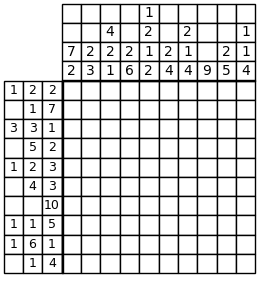 1
4 2 2 1
7 2 2 2 1 2 1 2 1
2 3 1 6 2 4 4 9 5 4
1 2 2
1 7
3 3 1
5 2
1 2 3
4 3
10
1 1 5
1 6 1
1 4